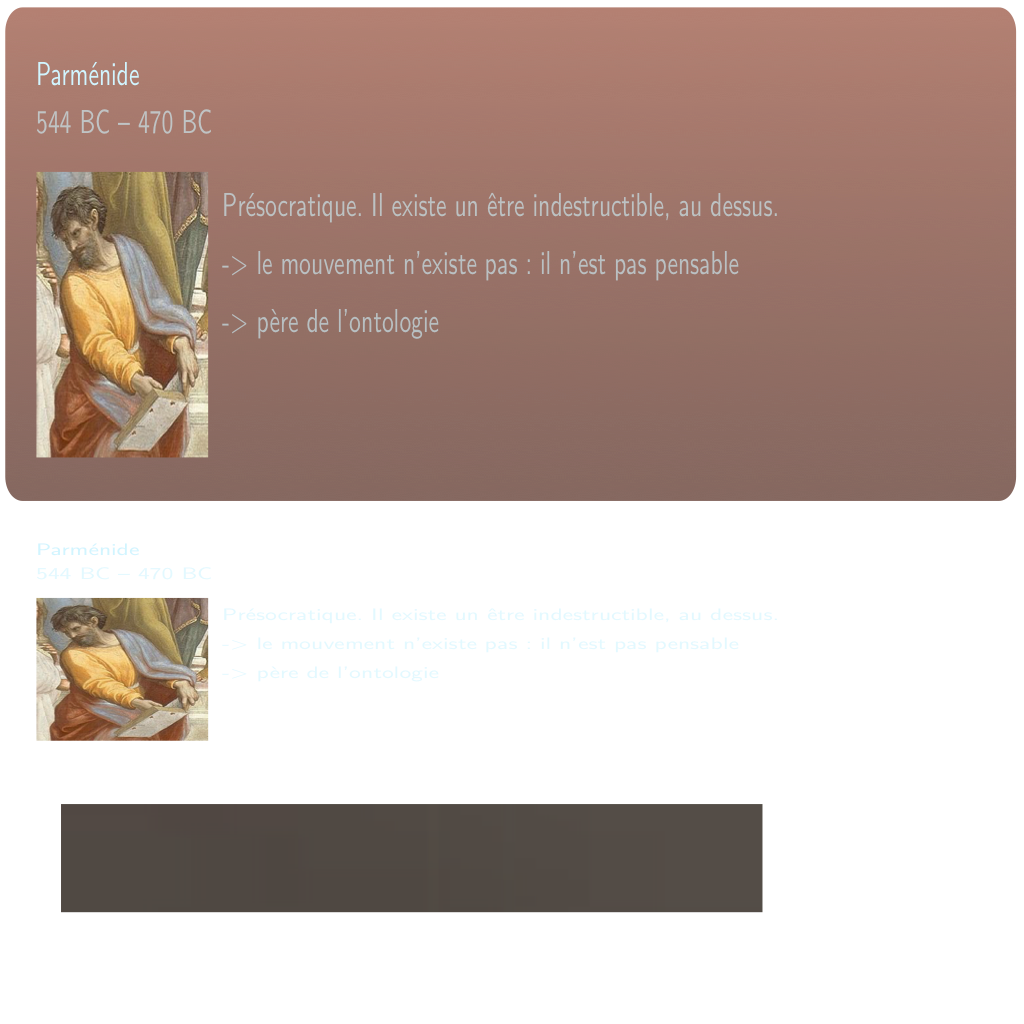 Parménide
544 BC – 470 BC
Présocratique. Il existe un être indestructible, au dessus.
-> le mouvement n'existe pas : il n'est pas pensable
-> père de l'ontologie
Parménide
544 BC – 470 BC
Présocratique. Il existe un être indestructible, au dessus.
-> le mouvement n'existe pas : il n'est pas pensable
-> père de l'ontologie